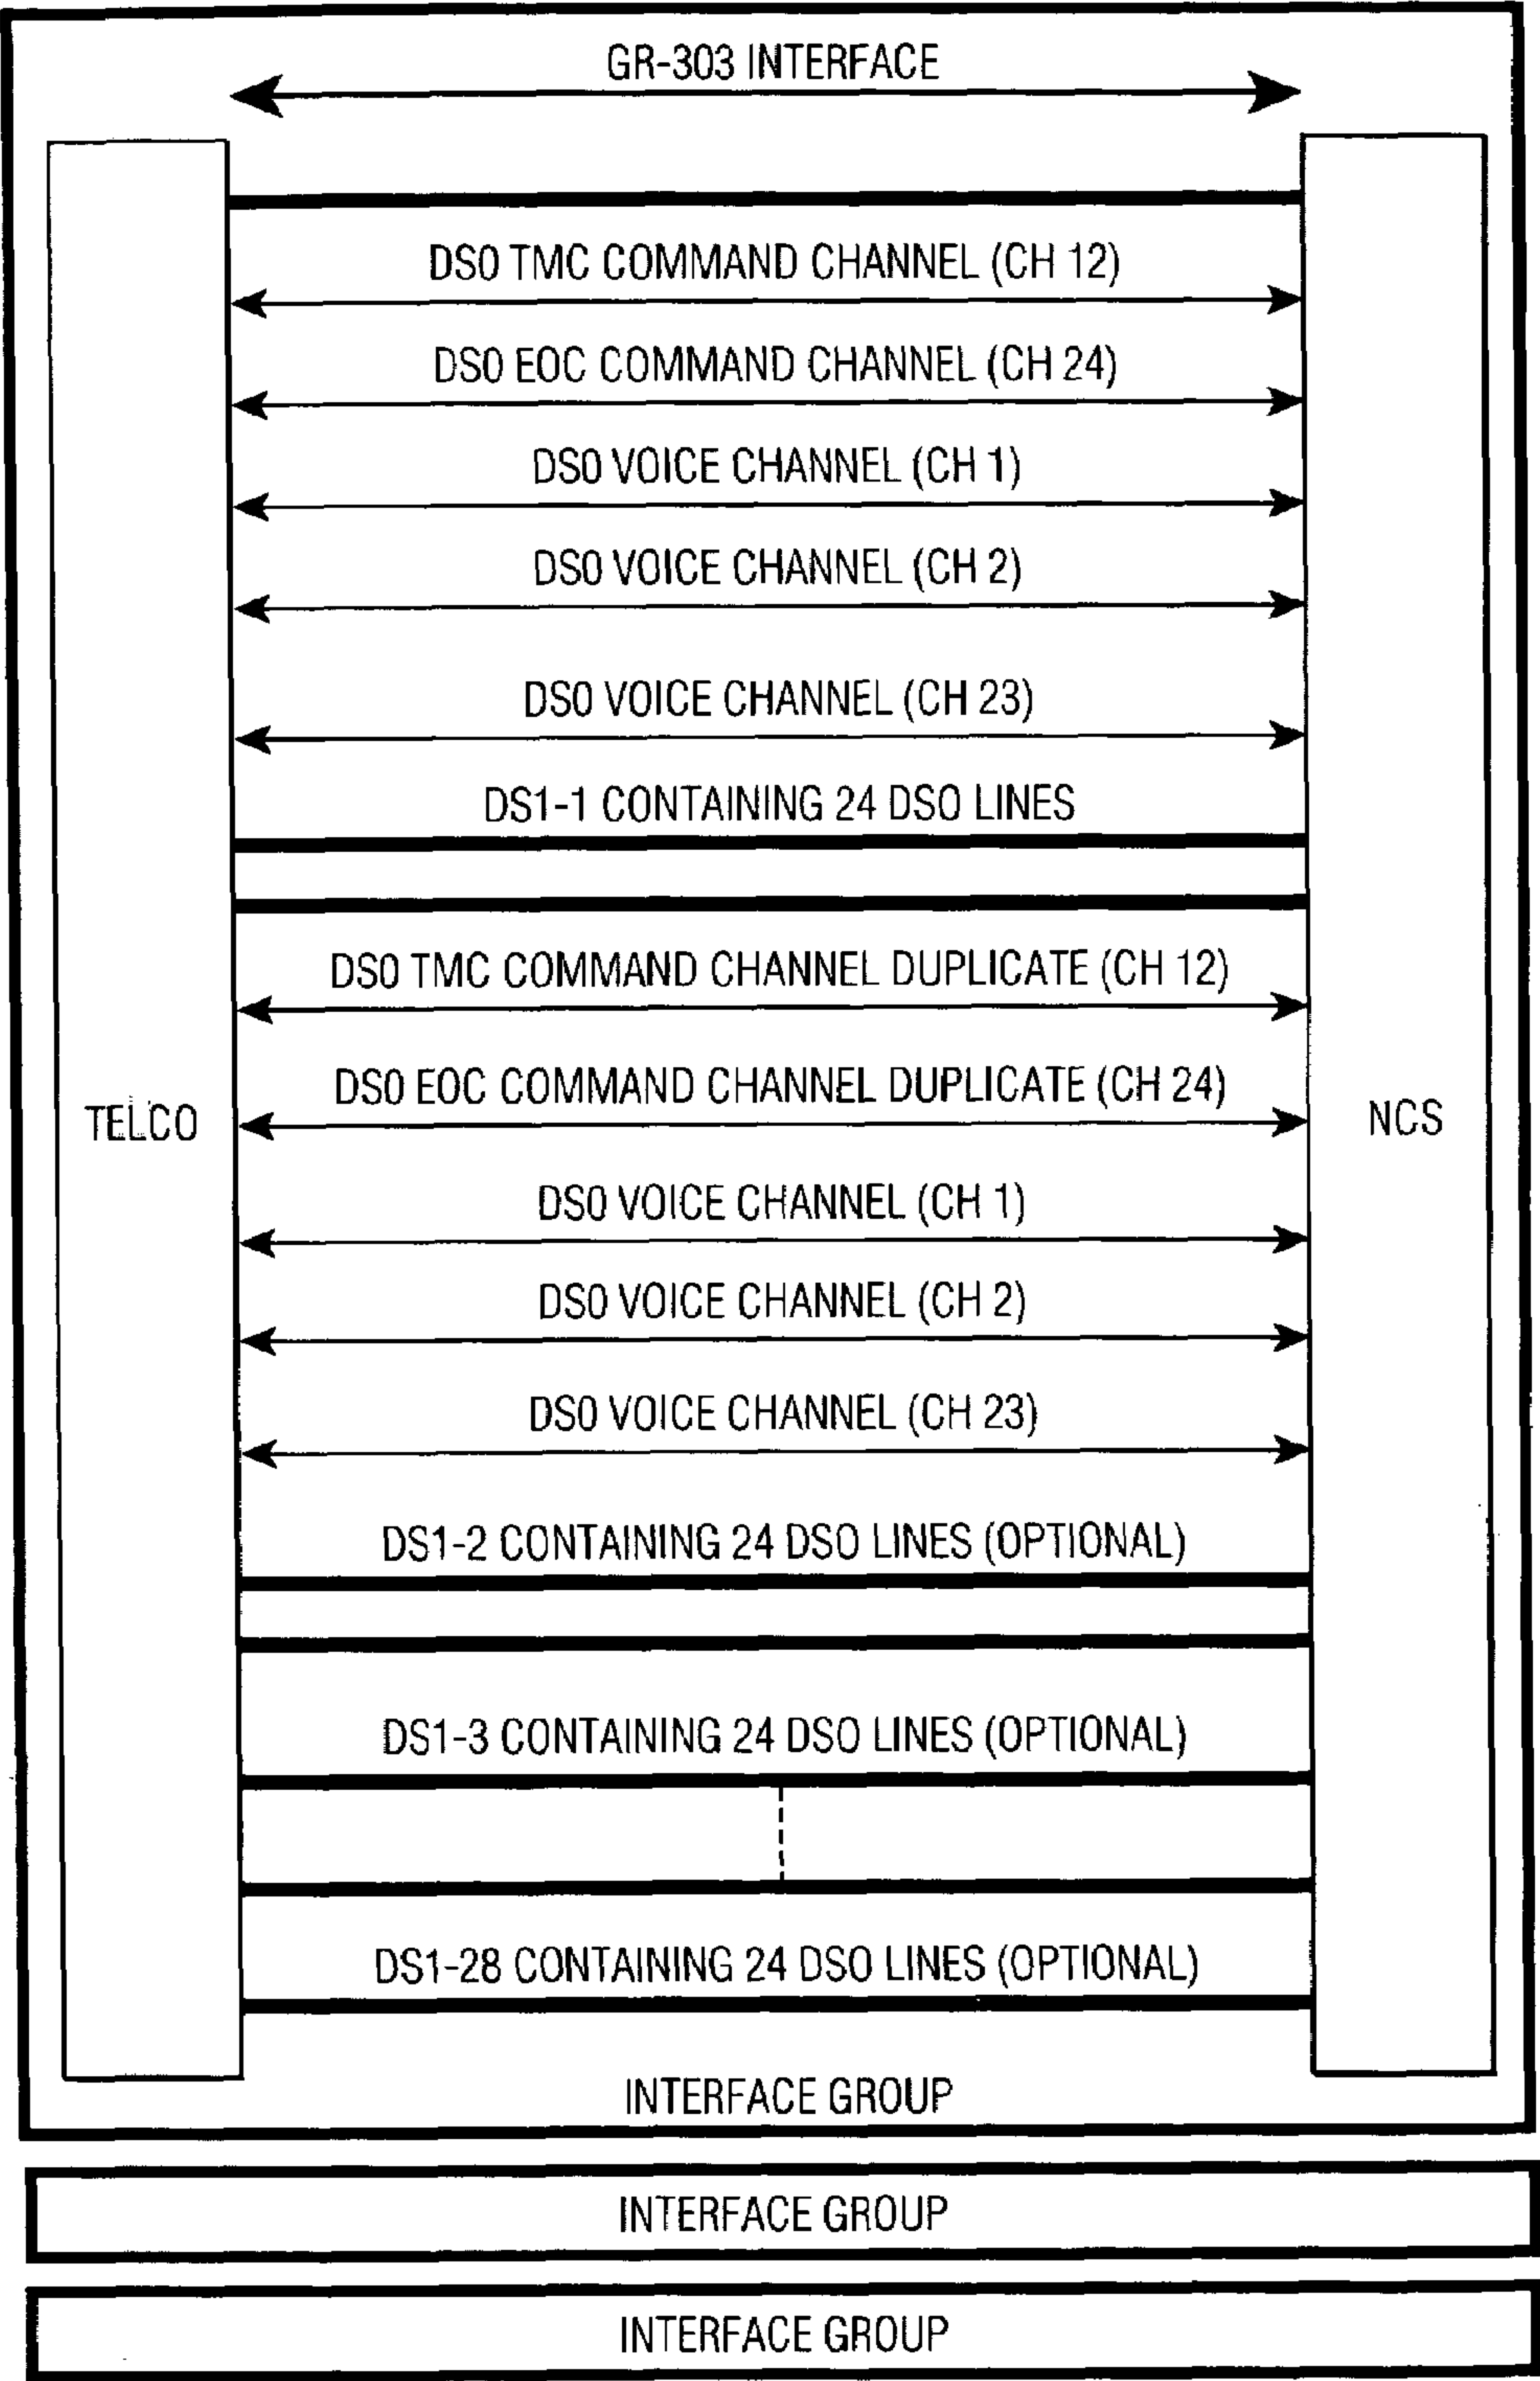 GR-303 INTERFACE
DS0 TMC COMMAND CHANNEL (CH 12)
DS0 EOC COMMAND CHANNEL (CH 24)
DS0 VOICE CHANNEL (CH 1)
DS0 VOICE CHANNEL (CH 2)
DS0 VOICE CHANNEL (CH 23)
DS1-1 CONTAINING 24 DSO LINES
DS0 TMC COMMAND CHANNEL DUPLICATE (CH 12)
DS0 EOC COMMAND CHANNEL DUPLICATE (CH 24)
TELCO
NCS
DS0 VOICE CHANNEL (CH 1)
DS0 VOICE CHANNEL (CH 2)
DS0 VOICE CHANNEL (CH 23)
DS1-2 CONTAINING 24 DSO LINES (OPTIONAL)
DS1-3 CONTAINING 24 DSO LINES (OPTIONAL)
DS1-28 CONTAINING 24 DSO LINES (OPTIONAL)
INTERFACE GROUP
INTERFACE GROUP
INTERFACE GROUP